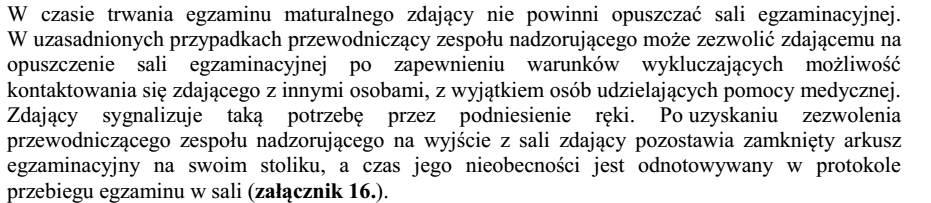 W czasie trwania egzaminu maturalnego zdający nie powinni opuszczać sali egzaminacyjnej.
W uzasadnionych przypadkach przewodniczący zespołu nadzorującego może zezwolić zdającemu na
opuszczenie sali egzaminacyjnej po zapewnieniu warunków wykluczających możliwość
kontaktowania się zdającego z innymi osobami, z wyjątkiem osób udzielających pomocy medycznej.
Zdający sygnalizuje taką potrzebę przez podniesienie ręki. Po uzyskaniu zezwolenia
przewodniczącego zespołu nadzorującego na wyjście z sali zdający pozostawia zamknięty arkusz
egzaminacyjny na swoim stoliku, a czas jego nieobecności jest odnotowywany w protokole
przebiegu egzaminu w sali (załącznik 16.).